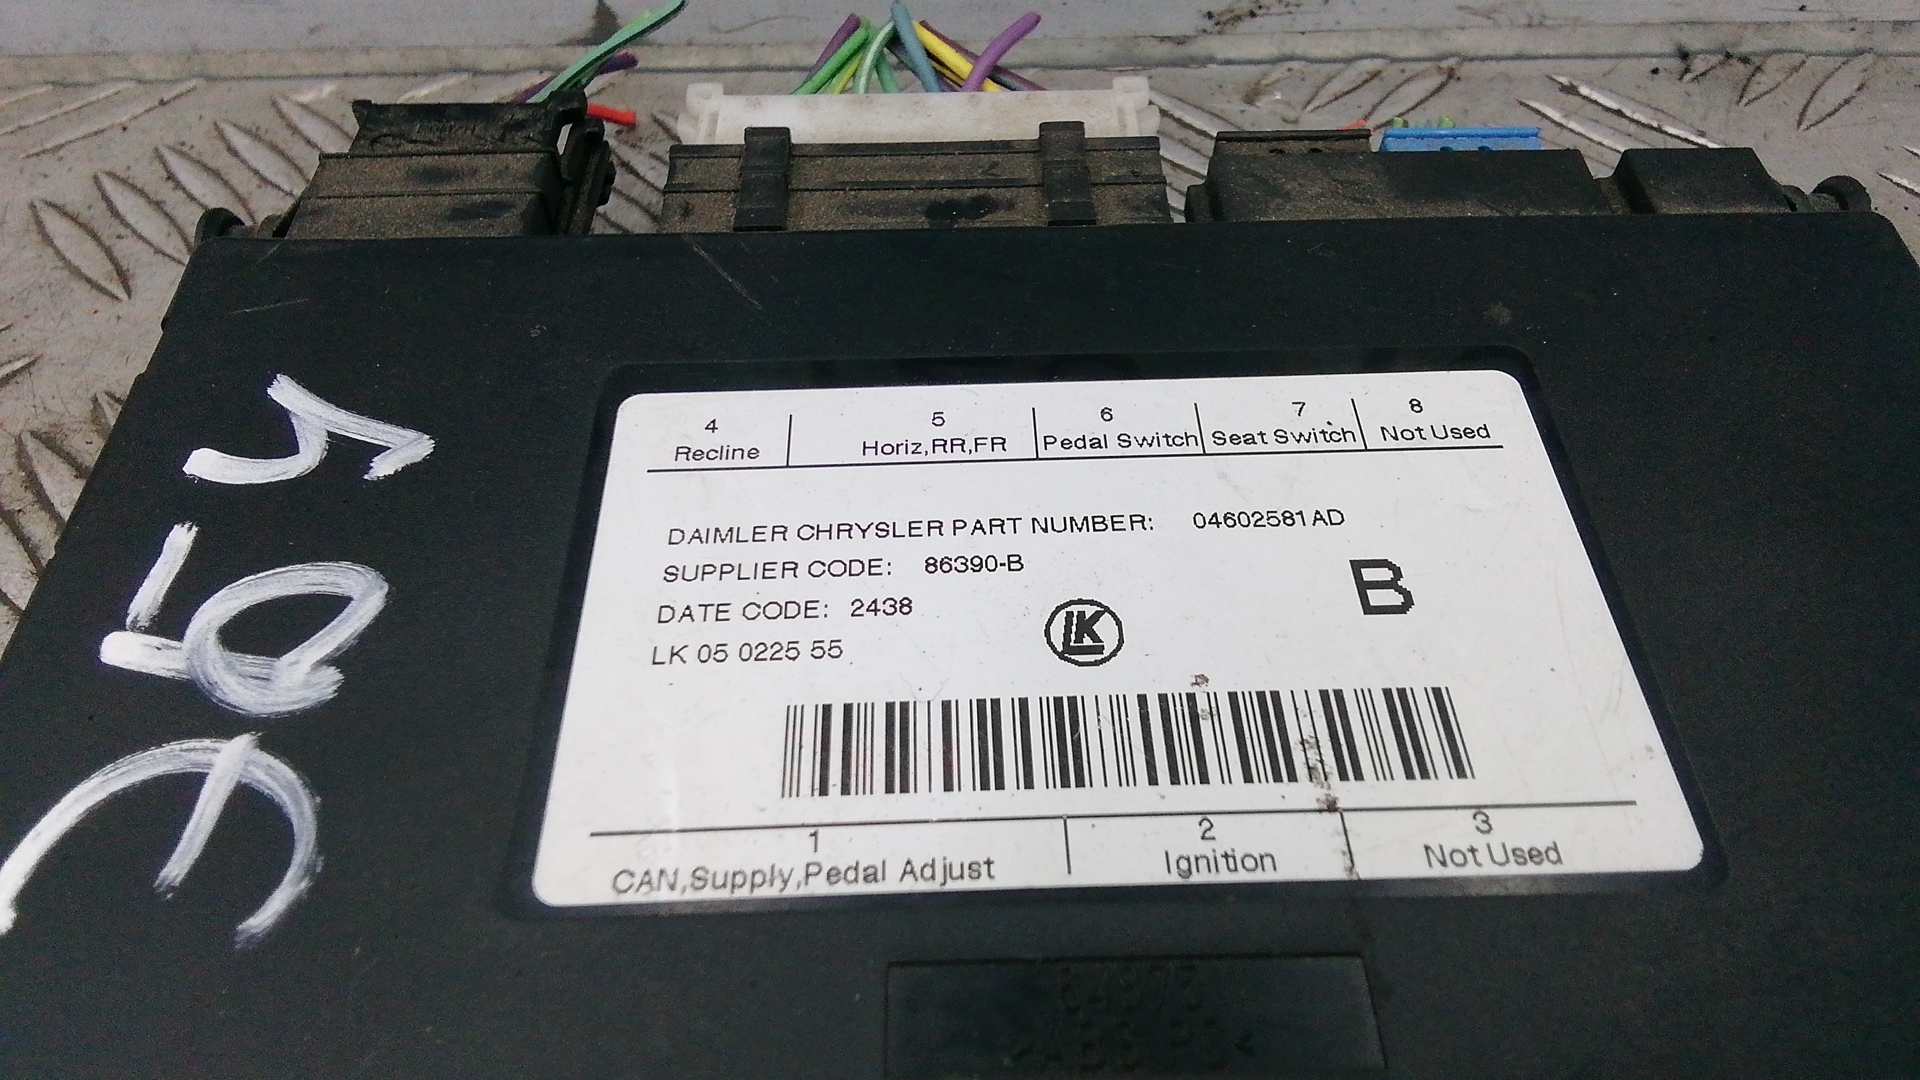 4 5 6 7 8
Recline Horiz,RR,FR Pedal Switch Seat Switch Not Used
DAIMLER CHRYSLER PART NUMBER: 04602581AD
SUPPLIER CODE: 86390-B
B
DATE CODE: 2438
LK
LK 05 0225 55
1 2 3
CAN,Supply,Pedal Adjust Ignition Not Used